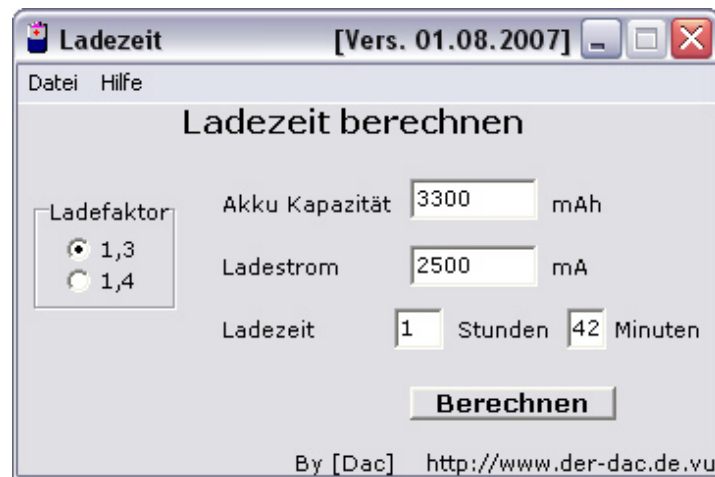 Ladezeit [Vers. 01.08.2007]
Datei Hilfe
Ladezeit berechnen
Ladefaktor
1,3
1,4
Akku Kapazität 3300 mAh
Ladestrom 2500 mA
Ladezeit 1 Stunden 42 Minuten
Berechnen
By [Dac] http://www.der-dac.de.vu